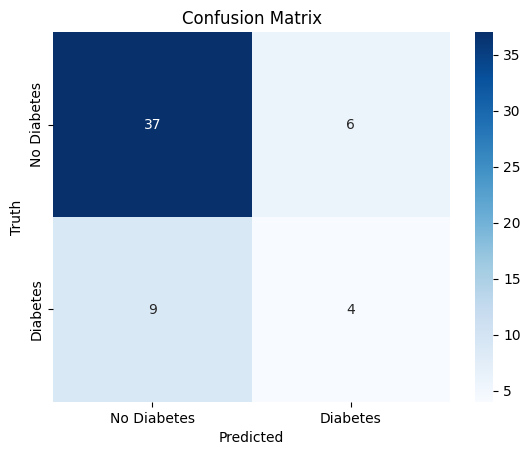 Confusion Matrix
No Diabetes
Diabetes
Truth
37
6
9
4
No Diabetes
Diabetes
Predicted
35
30
25
20
15
10
5